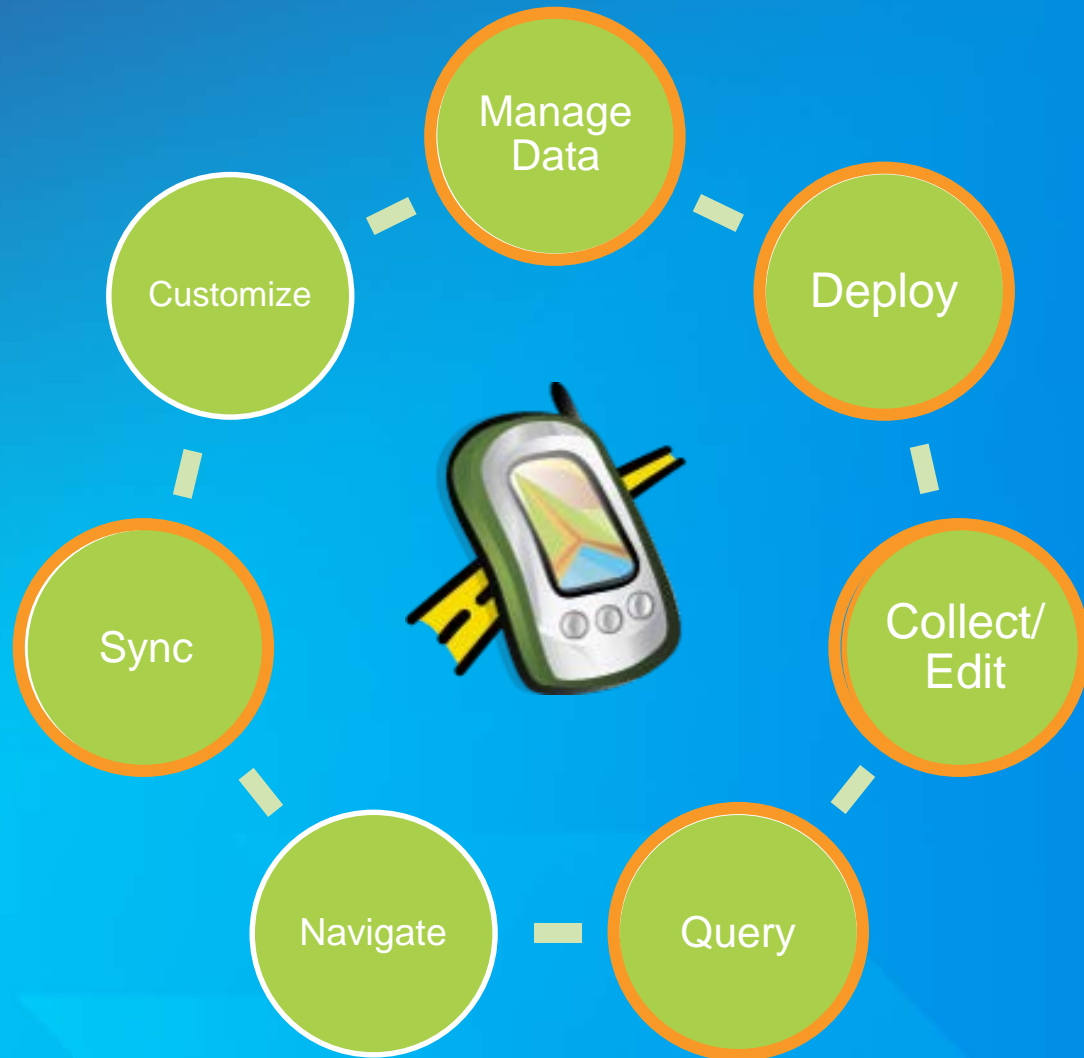 Manage
Data
Deploy
Collect/
Edit
Query
Navigate
Sync
Customize